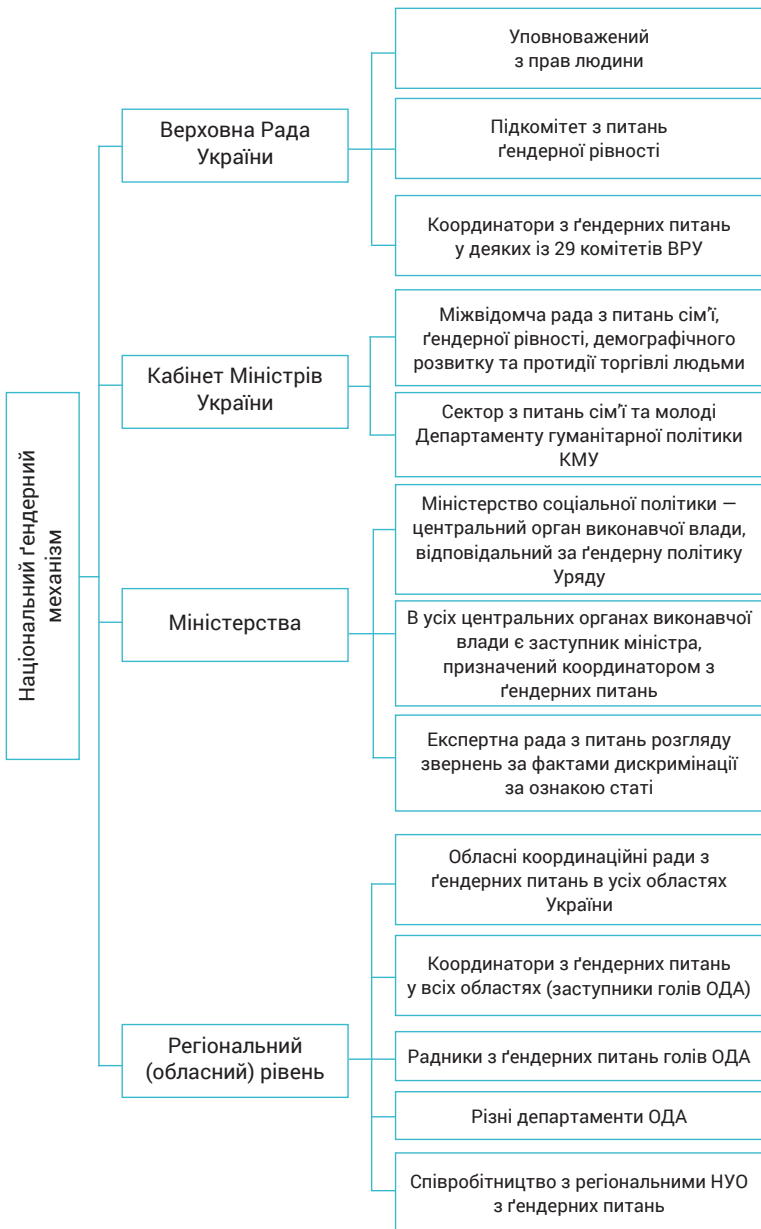 Національний ґендерний
механізм
Верховна Рада
України
Уповноважений
з прав людини
Підкомітет з питань
ґендерної рівності
Координатори з ґендерних питань
у деяких із 29 комітетів ВРУ
Кабінет Міністрів
України
Міжвідомча рада з питань сім'ї,
ґендерної рівності, демографічного
розвитку та протидії торгівлі людьми
Сектор з питань сім'ї та молоді
Департаменту гуманітарної політики
КМУ
Міністерства
Міністерство соціальної політики —
центральний орган виконавчої влади,
відповідальний за ґендерну політику
Уряду
В усіх центральних органах виконавчої
влади є заступник міністра,
призначений координатором з
ґендерних питань
Експертна рада з питань розгляду
звернень за фактами дискримінації
за ознакою статі
Регіональний
(обласний) рівень
Обласні координаційні ради з
ґендерних питань в усіх областях
України
Координатори з ґендерних питань
у всіх областях (заступники голів ОДА)
Радники з ґендерних питань голів ОДА
Різні департаменти ОДА
Співробітництво з регіональними НУО
з ґендерних питань